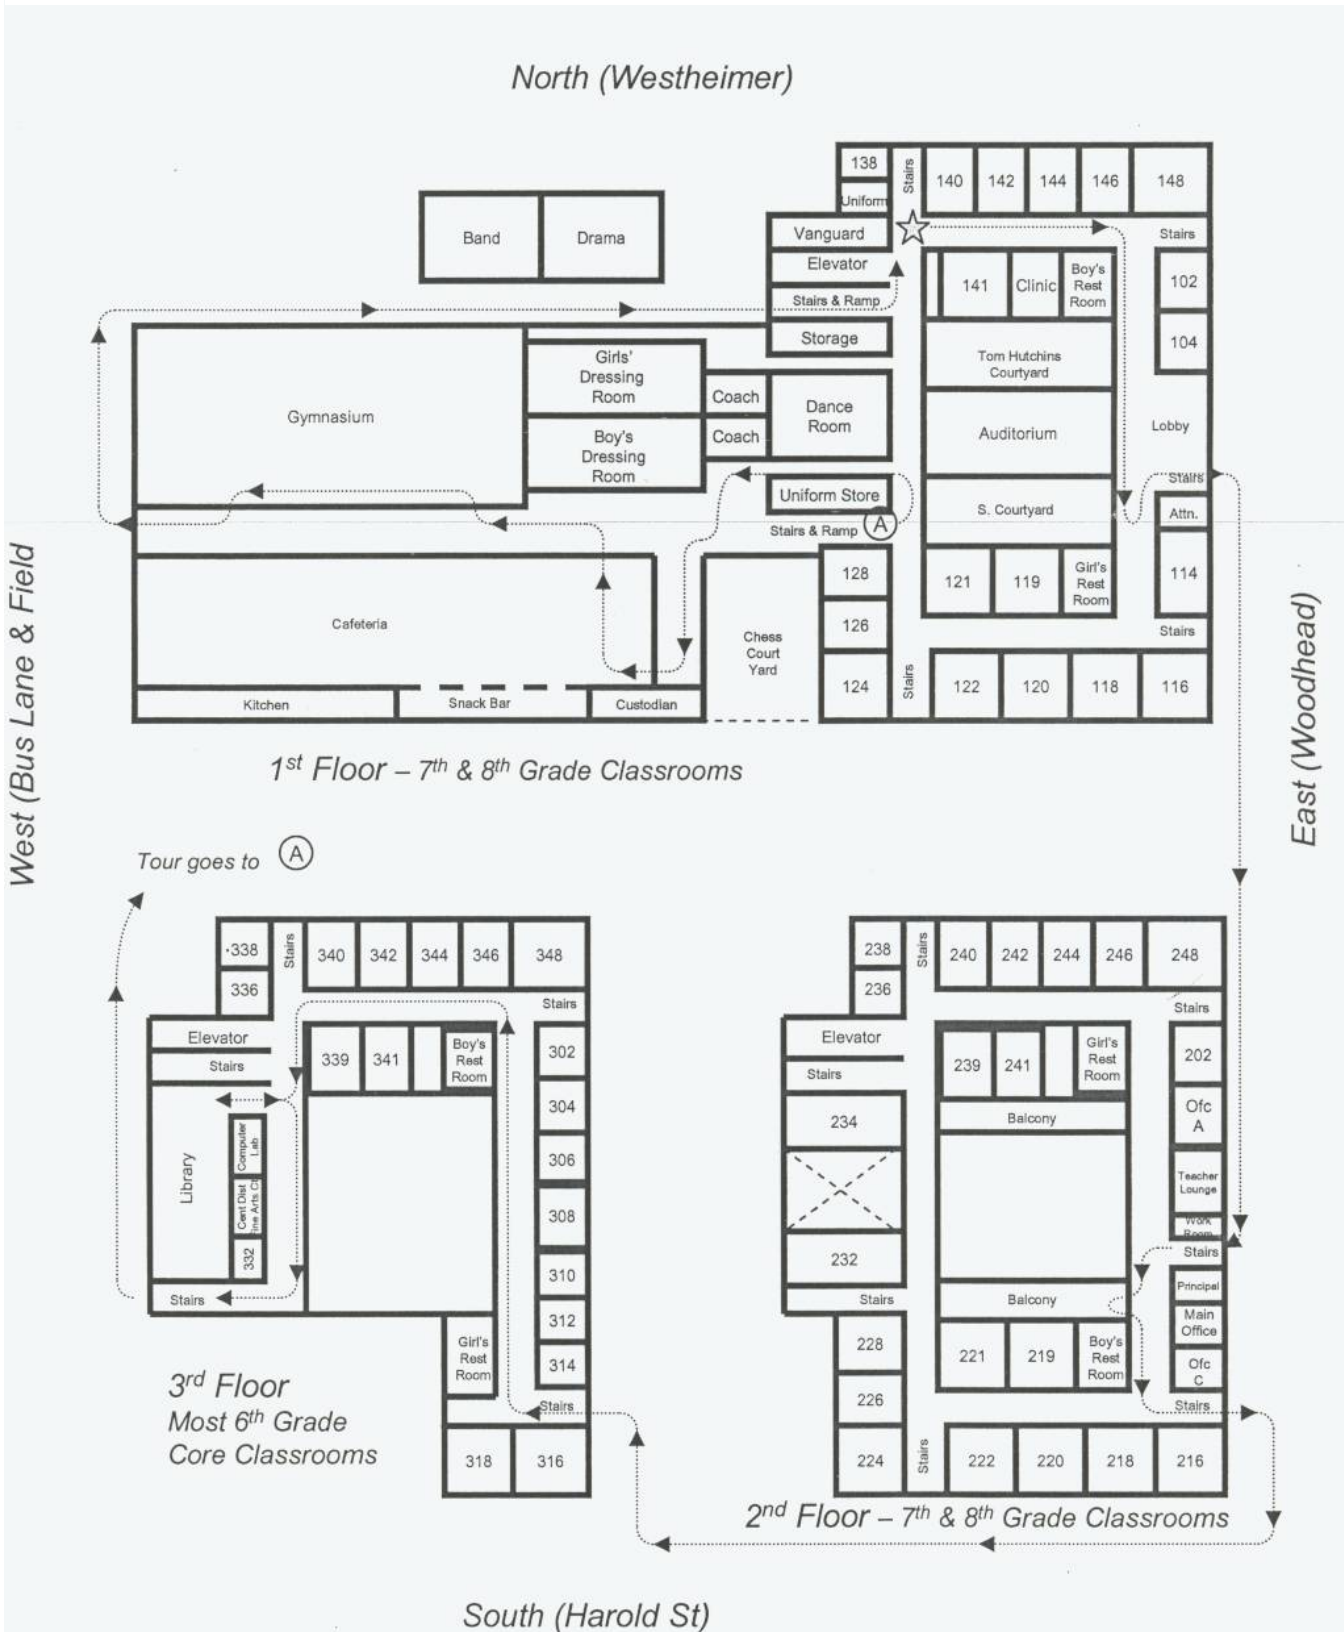 North (Westheimer)
138
Uniform
Stairs
140
142
144
146
148
Vanguard
Stairs
Band
Drama
Elevator
141
Clinic
Boy's
Rest
Room
102
Stairs & Ramp
Storage
104
Girls'
Dressing
Room
Coach
Dance
Room
Tom Hutchins
Courtyard
Gymnasium
Auditorium
Lobby
Boy's
Dressing
Room
Coach
Stairs
Uniform Store
S. Courtyard
Attn.
Stairs & Ramp
A
128
121
119
Girl's
Rest
Room
114
Cafeteria
126
Stairs
Chess
Court
Yard
124
Stairs
122
120
118
116
Kitchen
Snack Bar
Custodian
1st Floor – 7th & 8th Grade Classrooms
West (Bus Lane & Field
East (Woodhead)
Tour goes to A
338
336
Stairs
340
342
344
346
348
Stairs
Elevator
Stairs
339
341
Boy's
Rest
Room
302
304
Library
Computer
Lab
306
Cent Dist
308
332
310
Stairs
312
Girl's
Rest
Room
314
Stairs
318
316
3rd Floor
Most 6th Grade
Core Classrooms
238
236
Stairs
240
242
244
246
248
Stairs
Elevator
Stairs
239
241
Girl's
Rest
Room
202
Balcony
Ofc
A
234
Teacher
Lounge
Work
Room
232
Stairs
Stairs
Balcony
Principal
Main
Office
228
221
219
Boy's
Rest
Room
Ofc
C
226
Stairs
224
Stairs
222
220
218
216
2nd Floor – 7th & 8th Grade Classrooms
South (Harold St)